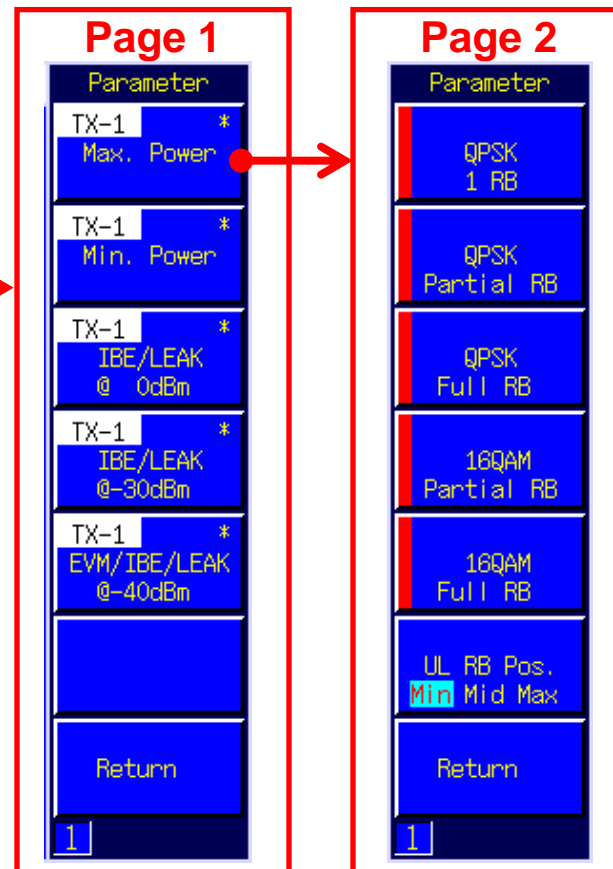 Page 1
Parameter
TX-1 *
Max. Power
TX-1 *
Min. Power
TX-1 *
IBE/LEAK
@ 0dBm
TX-1 *
IBE/LEAK
@-30dBm
TX-1 *
EVM/IBE/LEAK
@-40dBm
Return
1
Page 2
Parameter
QPSK
1 RB
QPSK
Partial RB
QPSK
Full RB
16QAM
Partial RB
16QAM
Full RB
UL RB Pos.
Min Mid Max
Return
1